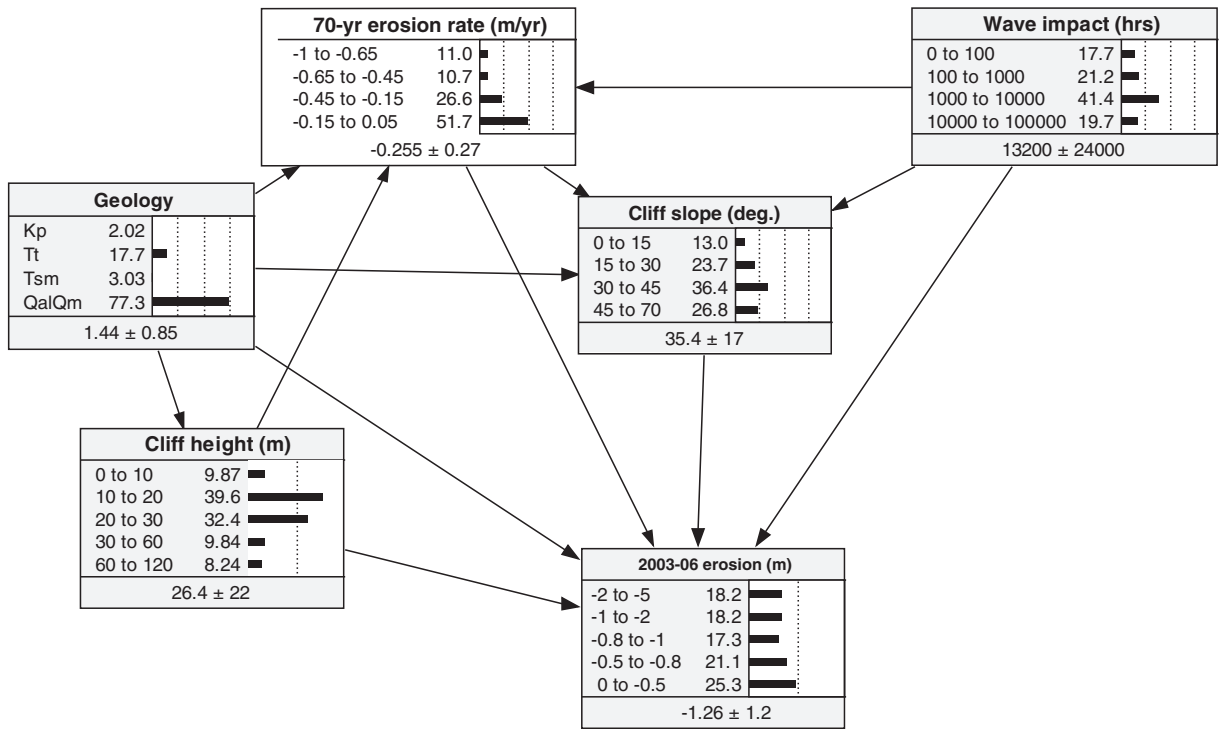 70-yr erosion rate (m/yr)
-1 to -0.65 11.0
-0.65 to -0.45 10.7
-0.45 to -0.15 26.6
-0.15 to 0.05 51.7
-0.255 ± 0.27
Wave impact (hrs)
0 to 100 17.7
100 to 1000 21.2
1000 to 10000 41.4
10000 to 100000 19.7
13200 ± 24000
Geology
Kp 2.02
Tt 17.7
Tsm 3.03
QalQm 77.3
1.44 ± 0.85
Cliff slope (deg.)
0 to 15 13.0
15 to 30 23.7
30 to 45 36.4
45 to 70 26.8
35.4 ± 17
Cliff height (m)
0 to 10 9.87
10 to 20 39.6
20 to 30 32.4
30 to 60 9.84
60 to 120 8.24
26.4 ± 22
2003-06 erosion (m)
-2 to -5 18.2
-1 to -2 18.2
-0.8 to -1 17.3
-0.5 to -0.8 21.1
0 to -0.5 25.3
-1.26 ± 1.2